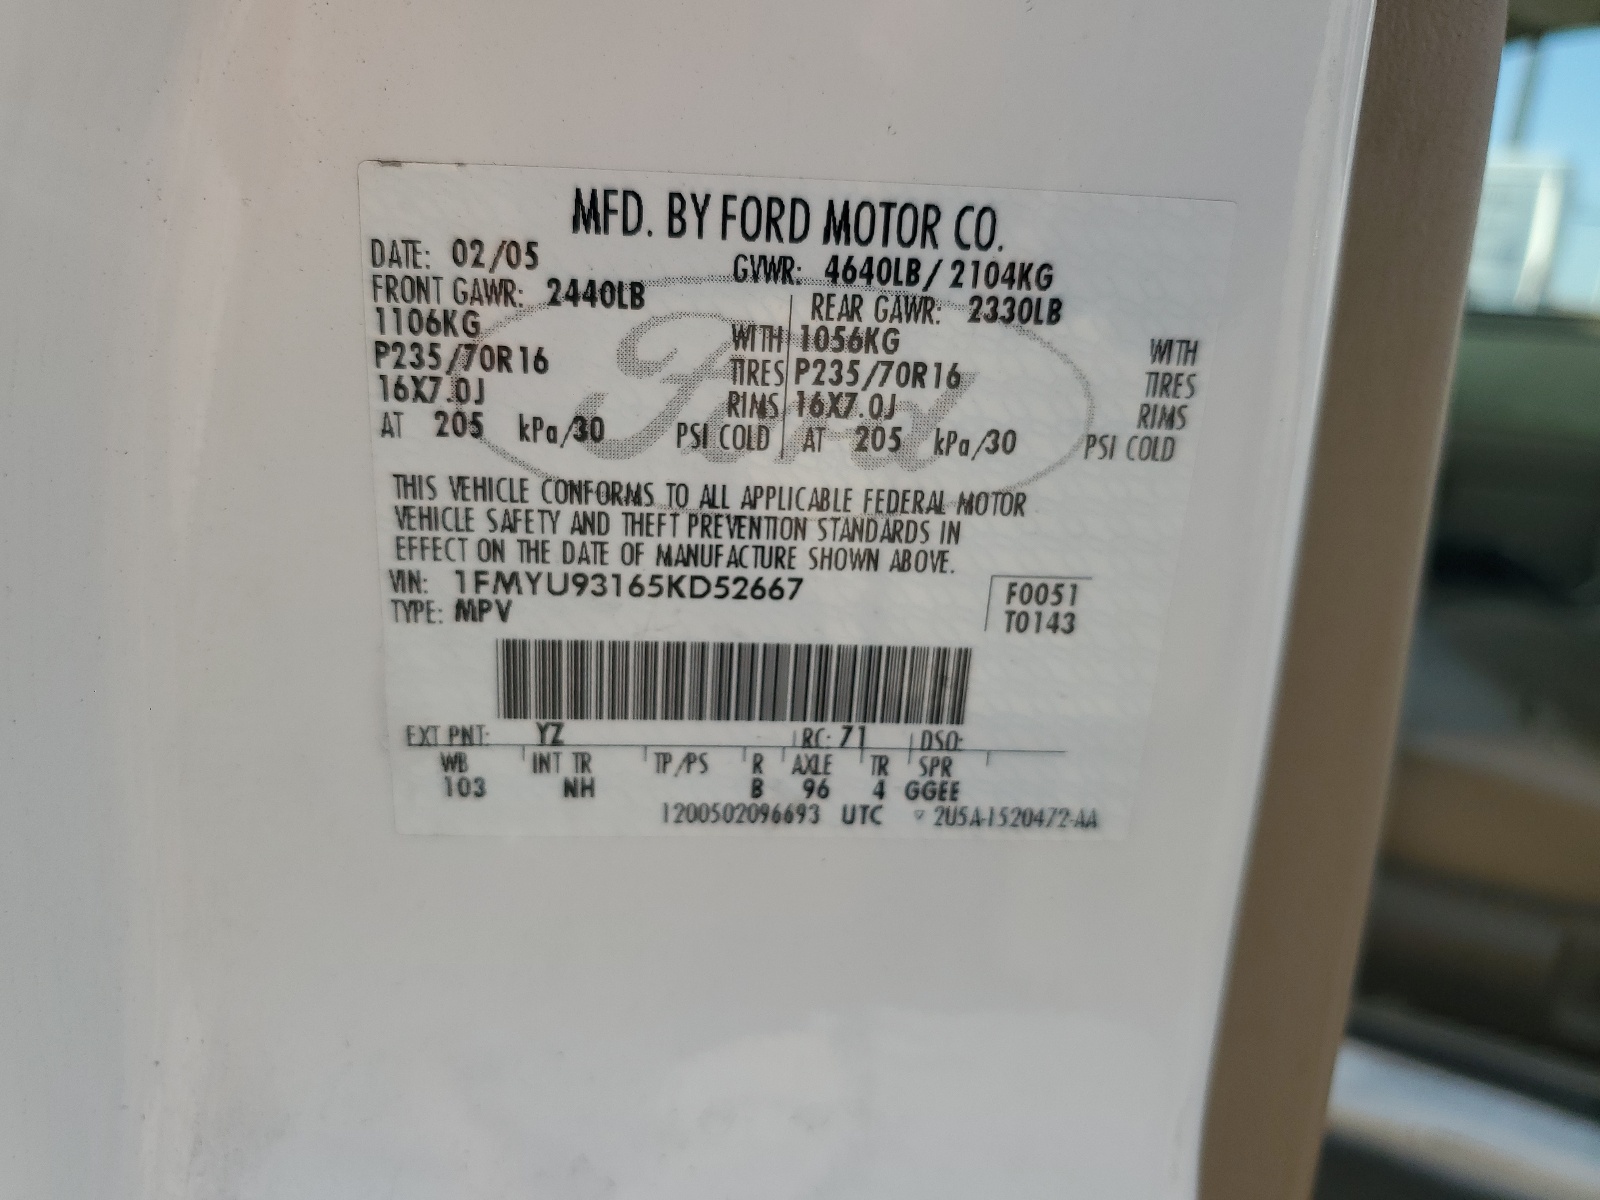 MFD. BY FORD MOTOR CO.
DATE: 02/05 GVWR: 4640LB/ 2104KG
FRONT GAWR: 2440LB REAR GAWR: 2330LB
1106KG WITH 1056KG WITH
P235/70R16 TIRES P235/70R16 TIRES
16X7.0J RIMS 16X7.0J RIMS
AT 205 kPa/30 PSI COLD AT 205 kPa/30 PSI COLD
Ford
THIS VEHICLE CONFORMS TO ALL APPLICABLE FEDERAL MOTOR
VEHICLE SAFETY AND THEFT PREVENTION STANDARDS IN
EFFECT ON THE DATE OF MANUFACTURE SHOWN ABOVE.
VIN: 1FMYU93165KD52667 F0051
TYPE: MPV T0143
EXT PNT: YZ RC: 71 DSO:
WB INT TR TP/PS R AXLE TR SPR
103 NH B 96 4 GGEE
1200502096693 UTC 2U5A-1520472-AA